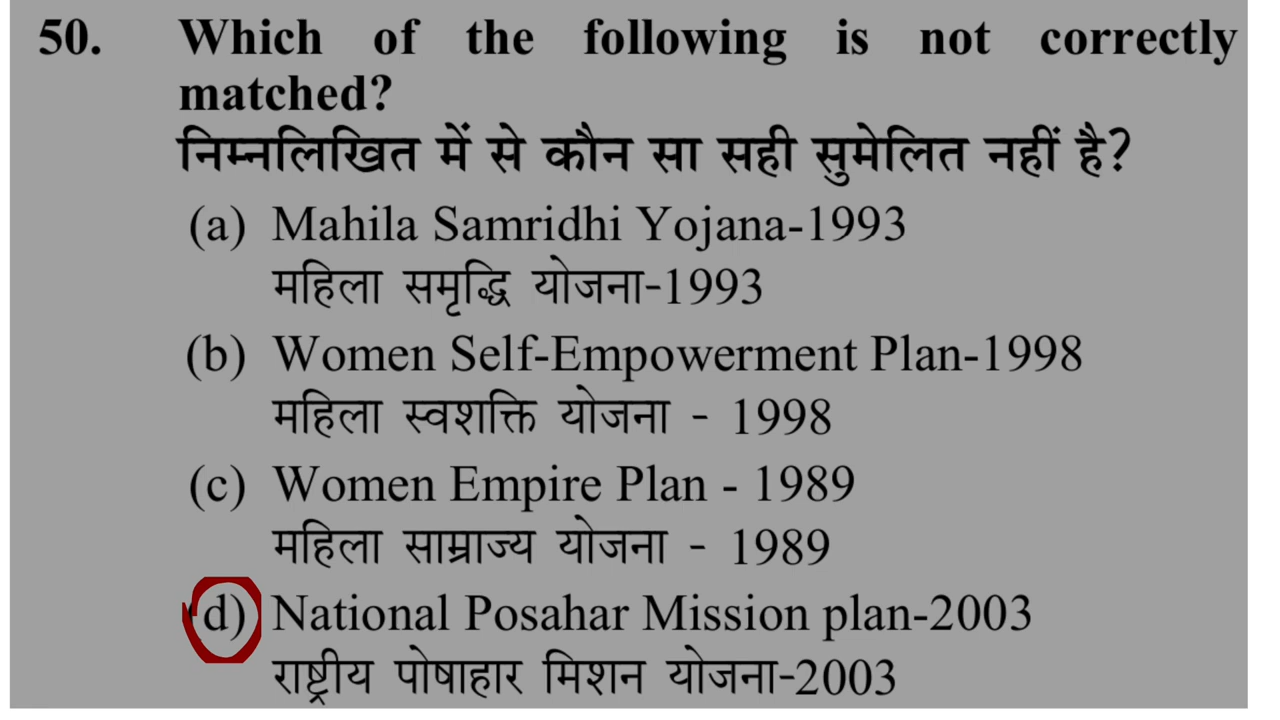 50. Which of the following is not correctly
matched?
निम्नलिखित में से कौन सा सही सुमेलित नहीं है?
(a) Mahila Samridhi Yojana-1993
महिला समृद्धि योजना-1993
(b) Women Self-Empowerment Plan-1998
महिला स्वशक्ति योजना - 1998
(c) Women Empire Plan - 1989
महिला साम्राज्य योजना - 1989
(d) National Posahar Mission plan-2003
राष्ट्रीय पोषाहार मिशन योजना-2003